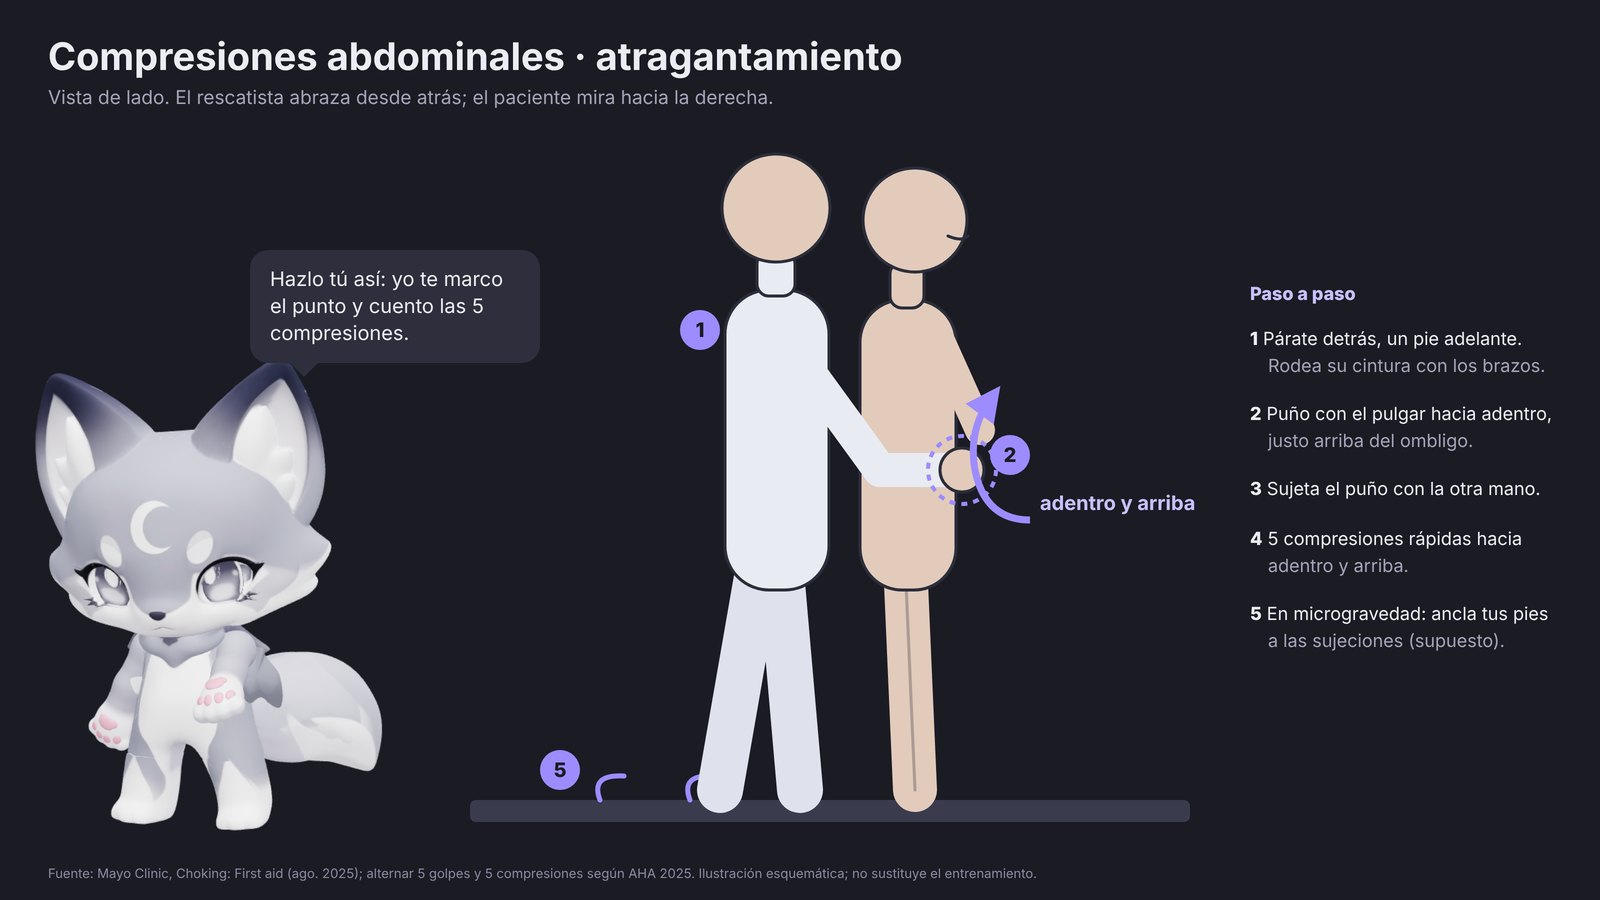 Compresiones abdominales · atragantamiento
Vista de lado. El rescatista abraza desde atrás; el paciente mira hacia la derecha.
Hazlo tú así: yo te marco
el punto y cuento las 5
compresiones.
1
2
adentro y arriba
5
Paso a paso
1 Párate detrás, un pie adelante.
Rodea su cintura con los brazos.
2 Puño con el pulgar hacia adentro,
justo arriba del ombligo.
3 Sujeta el puño con la otra mano.
4 5 compresiones rápidas hacia
adentro y arriba.
5 En microgravedad: ancla tus pies
a las sujeciones (supuesto).
Fuente: Mayo Clinic, Choking: First aid (ago. 2025); alternar 5 golpes y 5 compresiones según AHA 2025. Ilustración esquemática; no sustituye el entrenamiento.